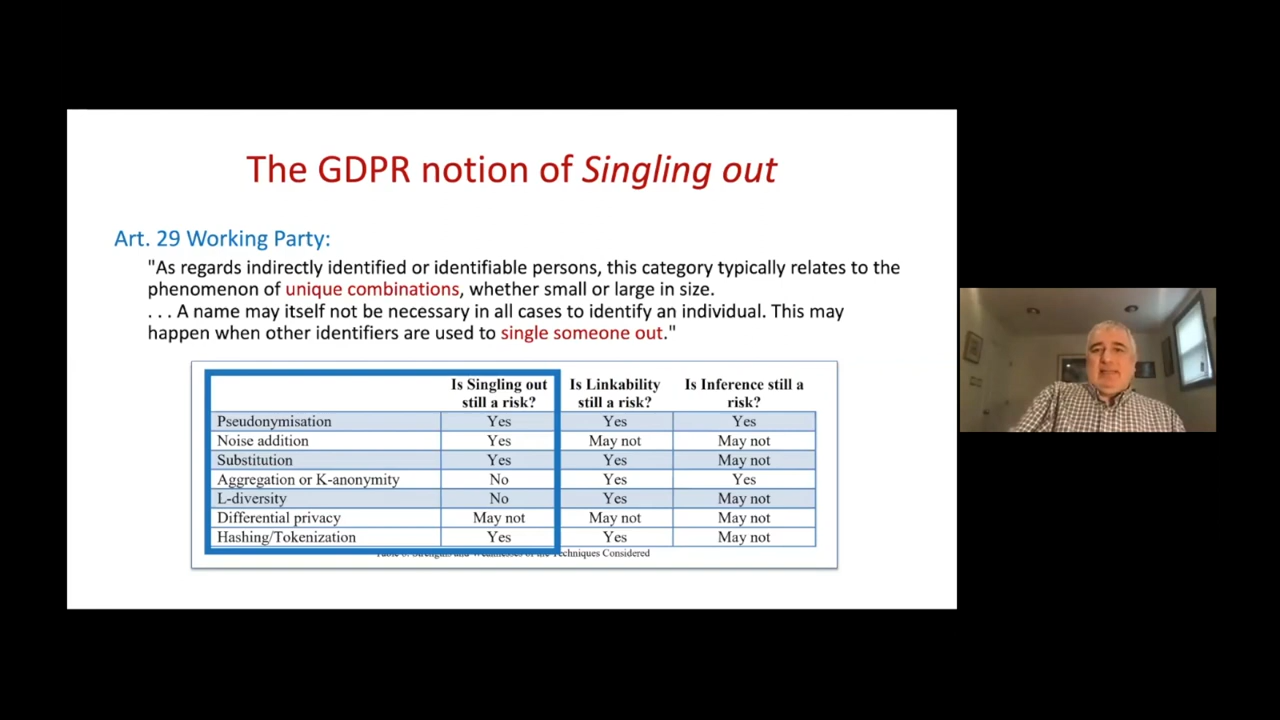 The GDPR notion of Singling out
Art. 29 Working Party:
"As regards indirectly identified or identifiable persons, this category typically relates to the
phenomenon of unique combinations, whether small or large in size.
. . . A name may itself not be necessary in all cases to identify an individual. This may
happen when other identifiers are used to single someone out."
Is Singling out still a risk? Is Linkability still a risk? Is Inference still a risk?
Pseudonymisation Yes Yes Yes
Noise addition Yes May not May not
Substitution Yes Yes May not
Aggregation or K-anonymity No Yes Yes
L-diversity No Yes May not
Differential privacy May not May not May not
Hashing/Tokenization Yes Yes May not
Techniques Considered